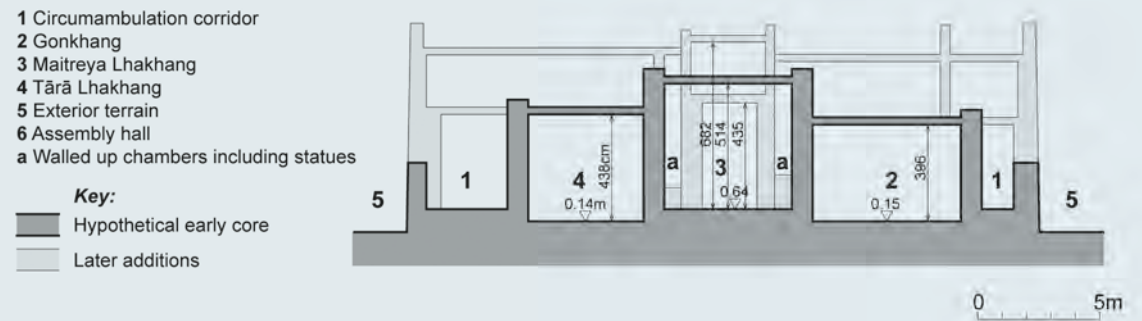 1 Circumambulation corridor
2 Gonkhang
3 Maitreya Lhakhang
4 Tārā Lhakhang
5 Exterior terrain
6 Assembly hall
a Walled up chambers including statues
Key:
Hypothetical early core
Later additions
5
1
4
438cm
0.14m
a
682
514
435
3
0.64
a
2
0.15
396
1
5
0
5m